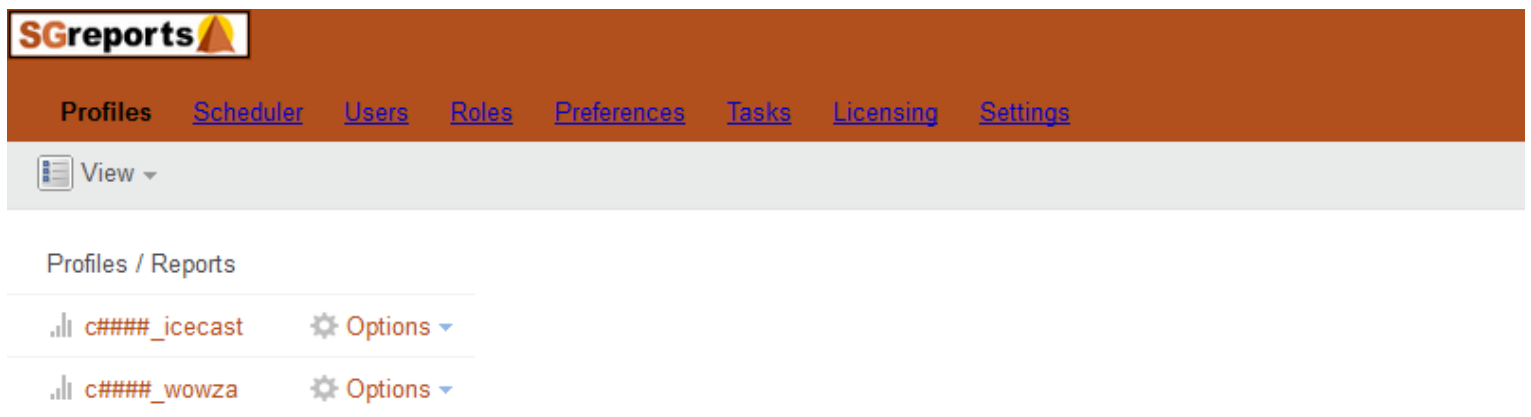 SGreports
Profiles Scheduler Users Roles Preferences Tasks Licensing Settings
View
Profiles / Reports
c####_icecast Options
c####_wowza Options